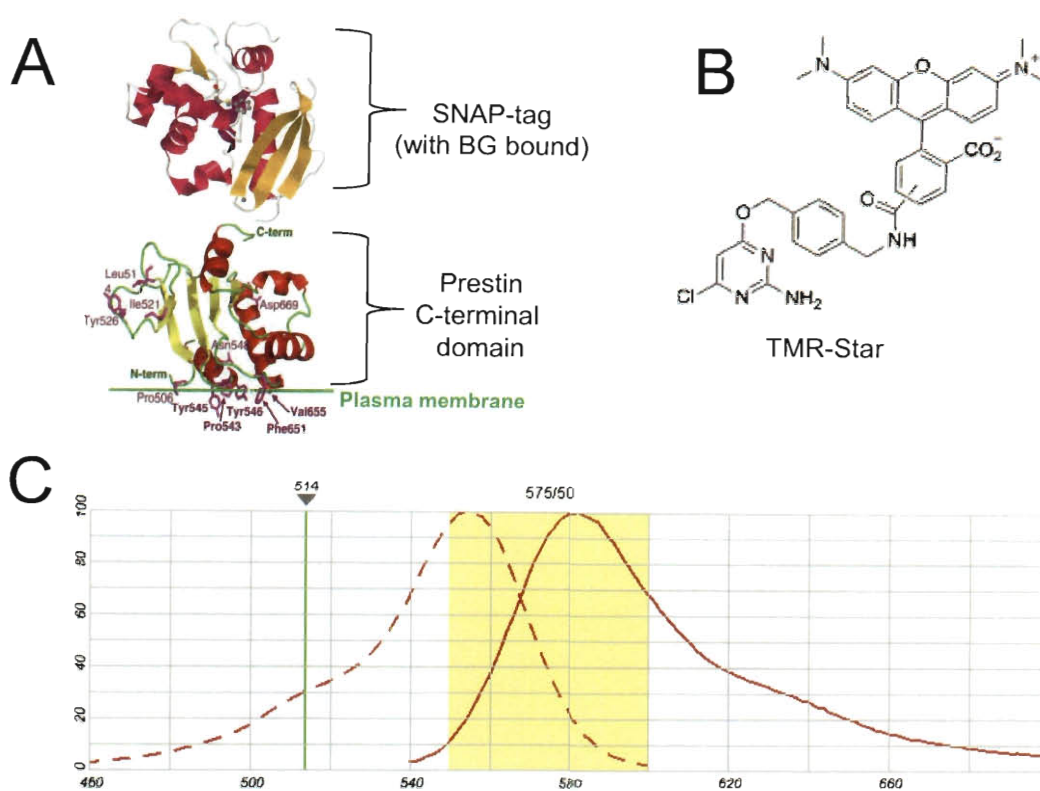 A
SNAP-tag
(with BG bound)
C-term
Leu51
4
Ile521
Tyr526
Asp669
Asn548
N-term
Pro506
Tyr545
Tyr546
Val655
Pro543
Phe651
Prestin
C-terminal
domain
Plasma membrane
B
N
O
N+
CO2−
O
NH
O
N
Cl
N
NH2
TMR-Star
C
514
575/50
100
80
60
40
20
0
460
500
540
580
620
660